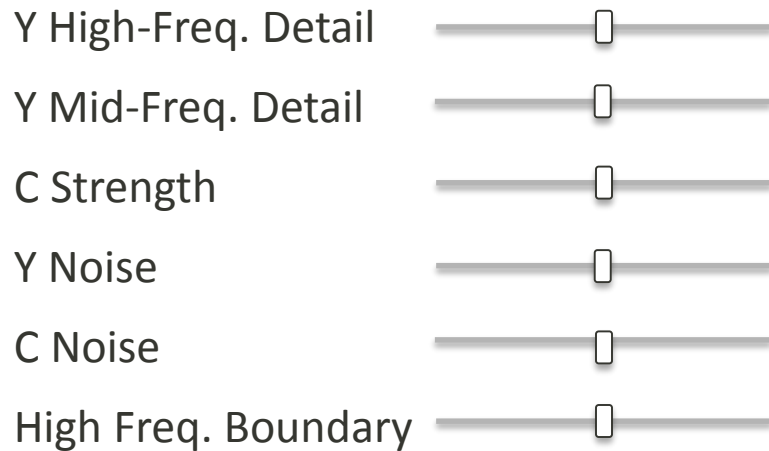 Y High-Freq. Detail
Y Mid-Freq. Detail
C Strength
Y Noise
C Noise
High Freq. Boundary